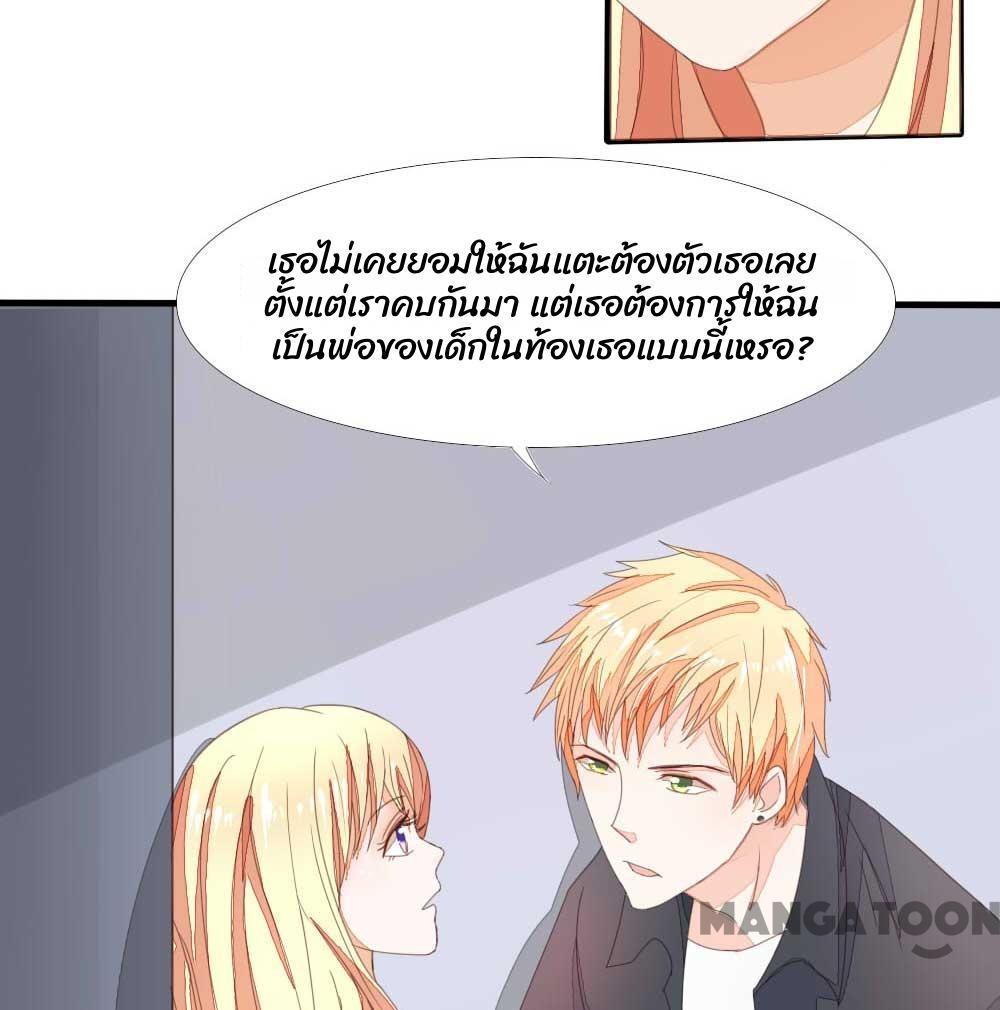 เธอไม่เคยยอมให้ฉันแตะต้องตัวเธอเลย
ตั้งแต่เราคบกันมา แต่เธอต้องการให้ฉัน
เป็นพ่อของเด็กในท้องเธอแบบนี้เหรอ?
MANGATOON